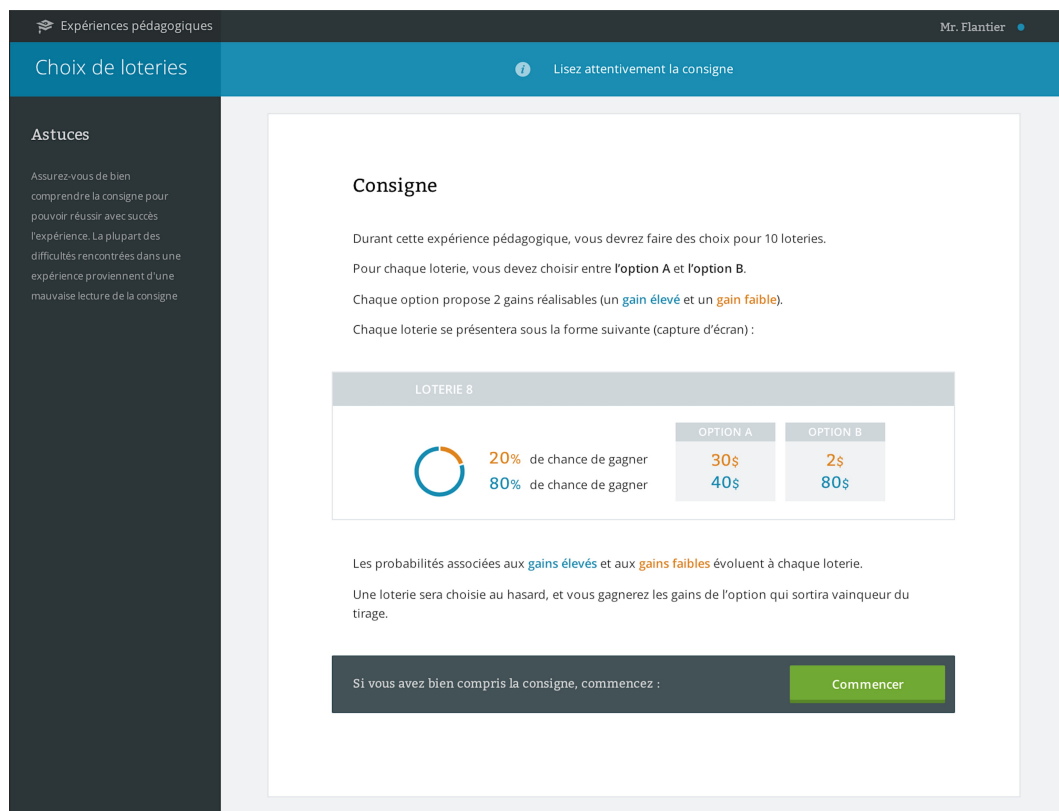 Expériences pédagogiques
Mr. Flantier
Choix de loteries
Lisez attentivement la consigne
Astuces
Assurez-vous de bien
comprendre la consigne pour
pouvoir réussir avec succès
l'expérience. La plupart des
difficultés rencontrées dans une
expérience proviennent d'une
mauvaise lecture de la consigne
Consigne
Durant cette expérience pédagogique, vous devrez faire des choix pour 10 loteries.
Pour chaque loterie, vous devez choisir entre l'option A et l'option B.
Chaque option propose 2 gains réalisables (un gain élevé et un gain faible).
Chaque loterie se présentera sous la forme suivante (capture d'écran) :
LOTERIE 8
OPTION A OPTION B
20% de chance de gagner 30$ 2$
80% de chance de gagner 40$ 80$
Les probabilités associées aux gains élevés et aux gains faibles évoluent à chaque loterie.
Une loterie sera choisie au hasard, et vous gagnerez les gains de l'option qui sortira vainqueur du
tirage.
Si vous avez bien compris la consigne, commencez :
Commencer